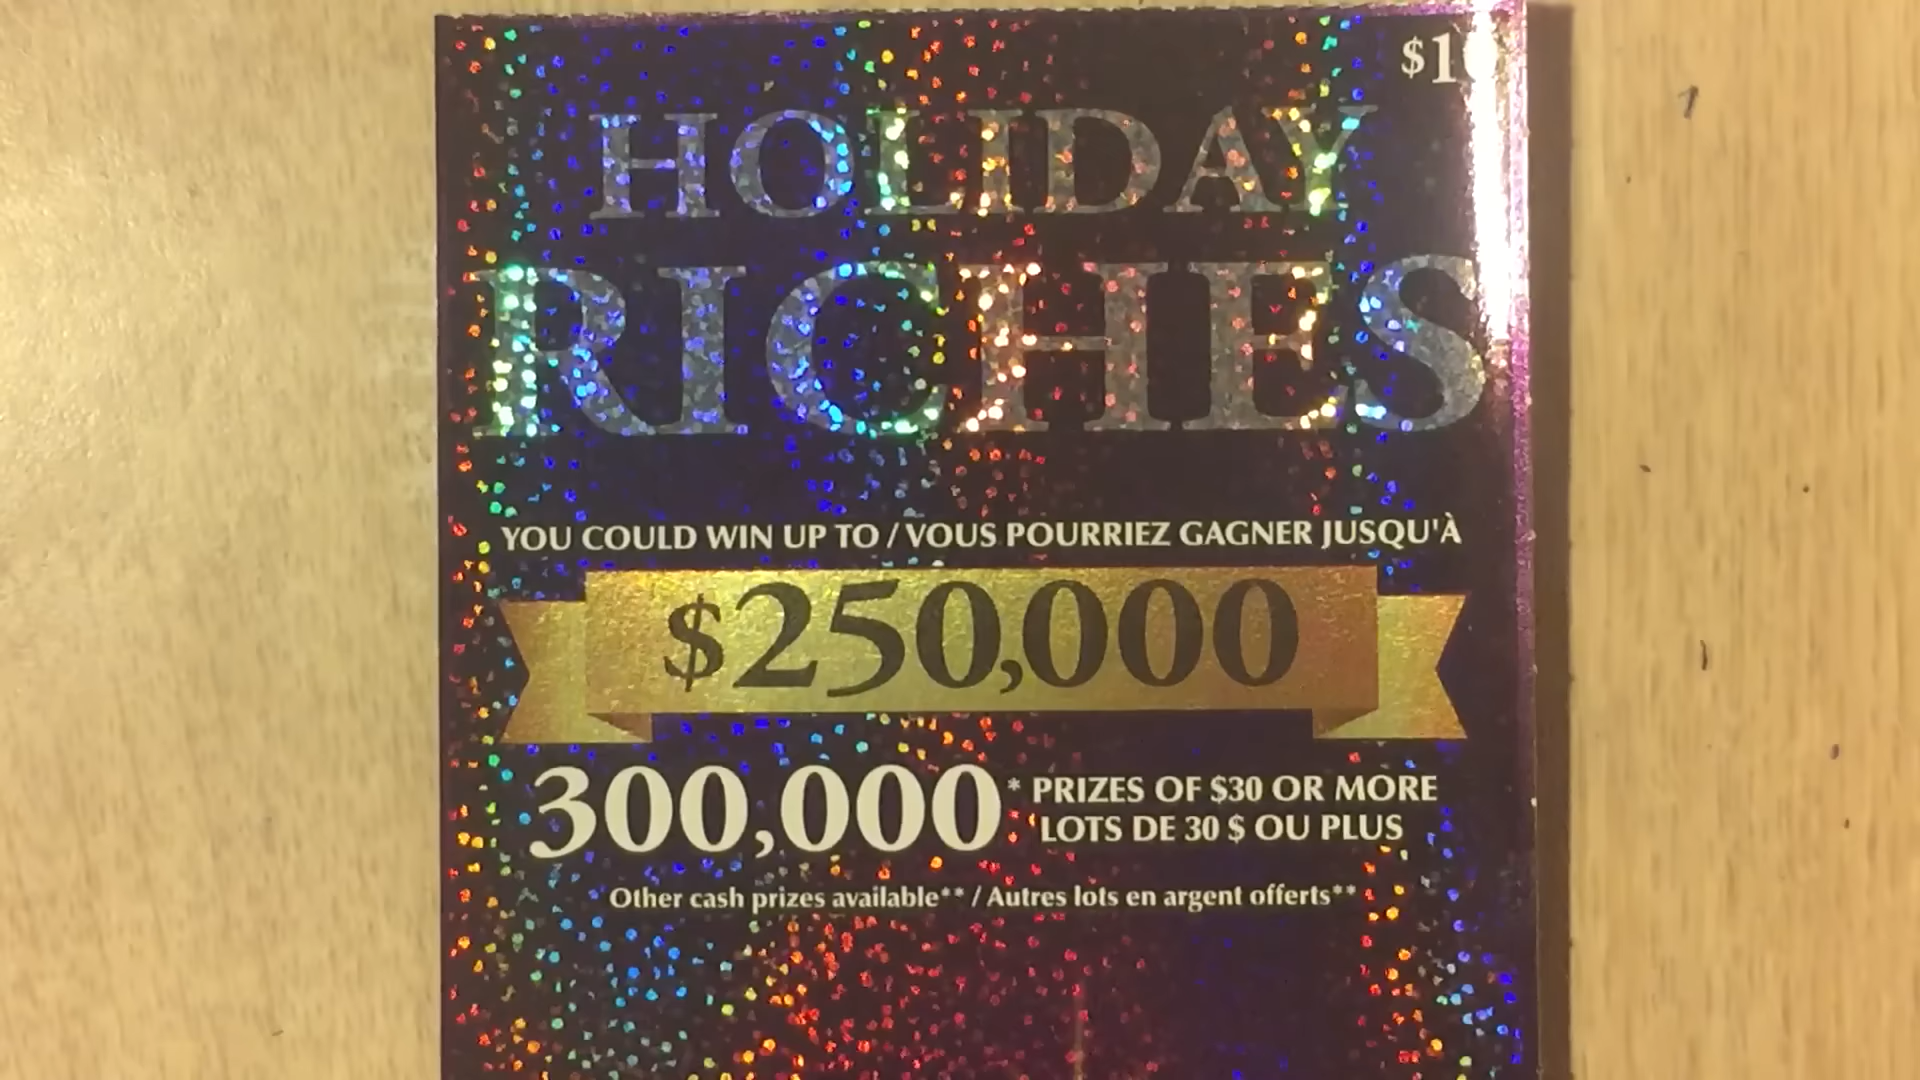 HOLIDAY
RICHES
YOU COULD WIN UP TO / VOUS POURRIEZ GAGNER JUSQU'À
$250,000
300,000* PRIZES OF $30 OR MORE
LOTS DE 30 $ OU PLUS
Other cash prizes available** / Autres lots en argent offerts**